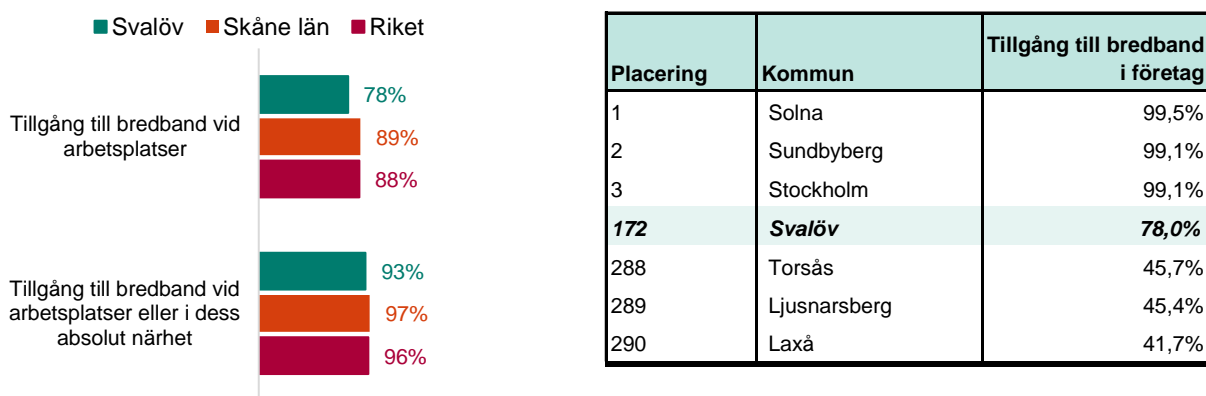 Svalöv Skåne län Riket
Tillgång till bredband vid
arbetsplatser
78%
89%
88%
Tillgång till bredband vid
arbetsplatser eller i dess
absolut närhet
93%
97%
96%
Tillgång till bredband
Placering Kommun i företag
1 Solna 99,5%
2 Sundbyberg 99,1%
3 Stockholm 99,1%
172 Svalöv 78,0%
288 Torsås 45,7%
289 Ljusnarsberg 45,4%
290 Laxå 41,7%